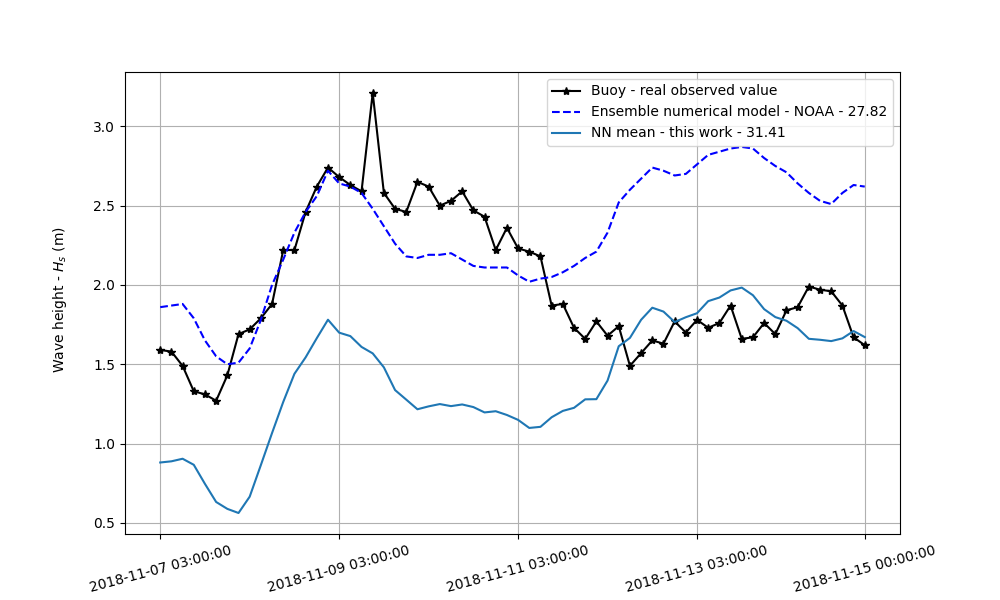 Buoy - real observed value
Ensemble numerical model - NOAA - 27.82
NN mean - this work - 31.41
Wave height - Hs (m)
3.0
2.5
2.0
1.5
1.0
0.5
2018-11-07 03:00:00
2018-11-09 03:00:00
2018-11-11 03:00:00
2018-11-13 03:00:00
2018-11-15 00:00:00